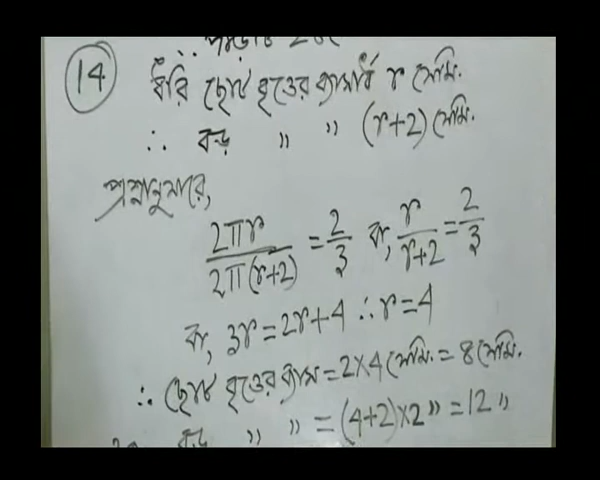 14 ধরি ছোট বৃত্তের ব্যাসার্ধ r সেমি.
∴ বড় " " (r+2) সেমি.
প্রশ্নানুসারে,
2πr/2π(r+2) = 2/3 বা, r/r+2 = 2/3
বা, 3r = 2r+4 ∴ r = 4
∴ ছোট বৃত্তের ব্যাস = 2×4 সেমি. = 8 সেমি.
বড় " " = (4+2)×2 " = 12 "